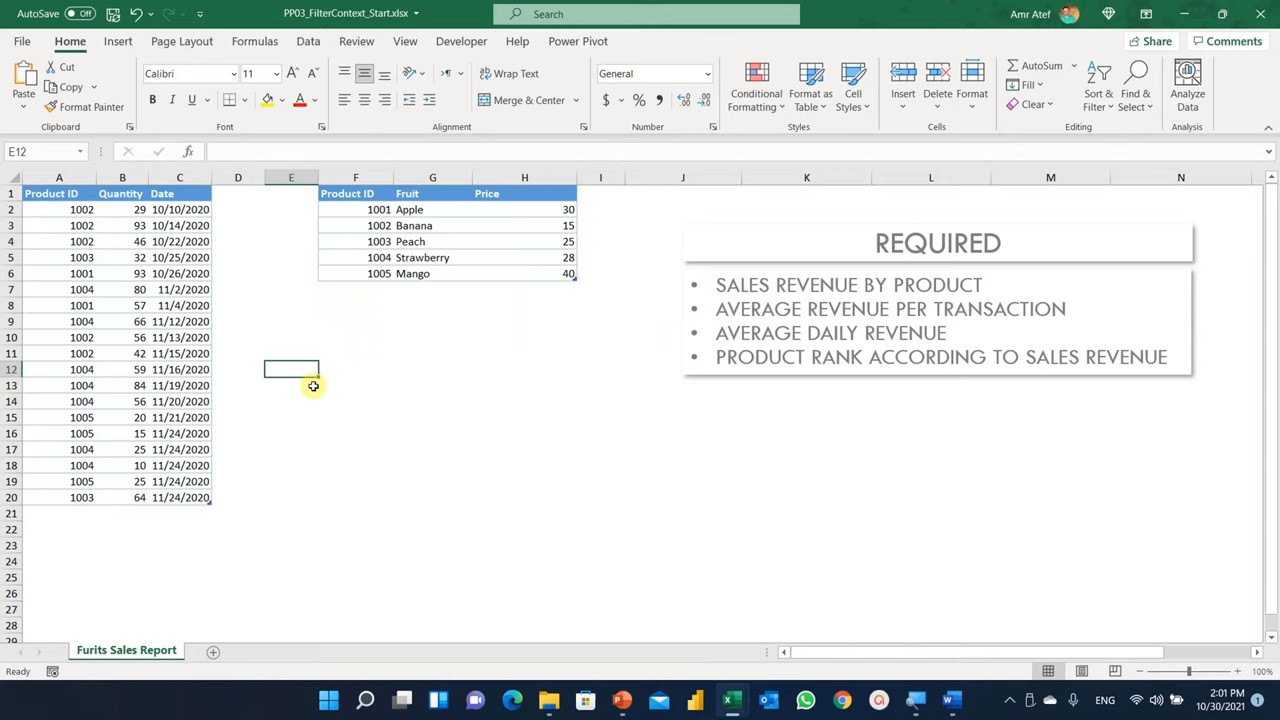 AutoSave Off PP03_FilterContext_Start.xlsx Search Amr Atef
File Home Insert Page Layout Formulas Data Review View Developer Help Power Pivot Share Comments
Paste Cut Copy Format Painter Clipboard
Calibri 11 B I U A Font
Wrap Text Merge & Center Alignment
General $ % Number
Conditional Formatting Format as Table Cell Styles Styles
Insert Delete Format Cells
AutoSum Fill Clear Sort & Filter Find & Select Editing
Analyze Data Analysis
E12 fx
A B C D E F G H I J K L M N
1 Product ID Quantity Date Product ID Fruit Price
2 1002 29 10/10/2020 1001 Apple 30
3 1002 93 10/14/2020 1002 Banana 15
4 1002 46 10/22/2020 1003 Peach 25
5 1003 32 10/25/2020 1004 Strawberry 28
6 1001 93 10/26/2020 1005 Mango 40
7 1004 80 11/2/2020
8 1001 57 11/4/2020
9 1004 66 11/12/2020
10 1002 56 11/13/2020
11 1002 42 11/15/2020
12 1004 59 11/16/2020
13 1004 84 11/19/2020
14 1004 56 11/20/2020
15 1005 20 11/21/2020
16 1005 15 11/24/2020
17 1004 25 11/24/2020
18 1004 10 11/24/2020
19 1005 25 11/24/2020
20 1003 64 11/24/2020
21
22
23
24
25
26
27
28
29
REQUIRED
• SALES REVENUE BY PRODUCT
• AVERAGE REVENUE PER TRANSACTION
• AVERAGE DAILY REVENUE
• PRODUCT RANK ACCORDING TO SALES REVENUE
Furits Sales Report
Ready 100%
ENG 2:01 PM
10/30/2021